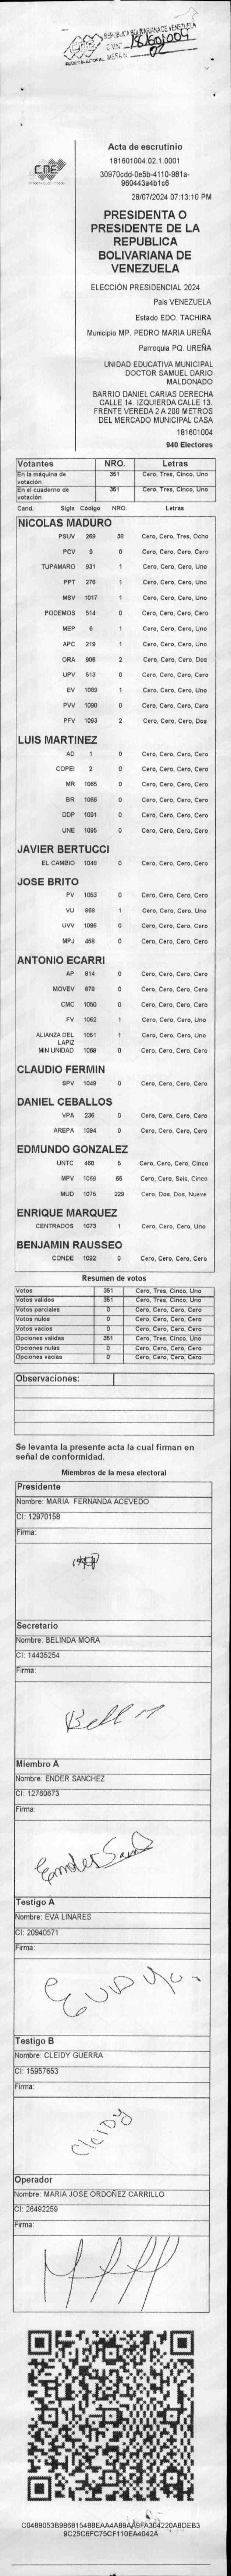 REPUBLICA BOLIVARIANA DE VENEZUELA
C.V.N° 181601004
MESA N° 02
CNE
Acta de escrutinio
181601004.02.1.0001
28/07/2024 07:13:10 PM
PRESIDENTA O
PRESIDENTE DE LA
REPUBLICA
BOLIVARIANA DE
VENEZUELA
ELECCIÓN PRESIDENCIAL 2024
País VENEZUELA
Estado EDO. TACHIRA
Municipio MP. PEDRO MARIA UREÑA
Parroquia PQ. UREÑA
UNIDAD EDUCATIVA MUNICIPAL
DOCTOR SAMUEL DARIO
MALDONADO
BARRIO DANIEL CARIAS DERECHA
CALLE 14. IZQUIERDA CALLE 13.
FRENTE VEREDA 2 A 200 METROS
DEL MERCADO MUNICIPAL CASA
181601004
940 Electores
Votantes NRO. Letras
En la máquina de votación 351 Cero, Tres, Cinco, Uno
En el cuaderno de votación 351 Cero, Tres, Cinco, Uno
Cand. Sigla Código NRO. Letras
NICOLAS MADURO
PSUV 269 38 Cero, Cero, Tres, Ocho
PCV 9 0 Cero, Cero, Cero, Cero
TUPAMARO 931 1 Cero, Cero, Cero, Uno
PPT 276 1 Cero, Cero, Cero, Uno
MSV 1017 1 Cero, Cero, Cero, Uno
PODEMOS 514 0 Cero, Cero, Cero, Cero
MEP 6 1 Cero, Cero, Cero, Uno
APC 219 1 Cero, Cero, Cero, Uno
ORA 906 2 Cero, Cero, Cero, Dos
UPV 513 0 Cero, Cero, Cero, Cero
EV 1089 1 Cero, Cero, Cero, Uno
PVV 1090 0 Cero, Cero, Cero, Cero
PFV 1093 2 Cero, Cero, Cero, Dos
LUIS MARTINEZ
AD 1 0 Cero, Cero, Cero, Cero
COPEI 2 0 Cero, Cero, Cero, Cero
MR 1065 0 Cero, Cero, Cero, Cero
BR 1086 0 Cero, Cero, Cero, Cero
DDP 1091 0 Cero, Cero, Cero, Cero
UNE 1095 0 Cero, Cero, Cero, Cero
JAVIER BERTUCCI
EL CAMBIO 1046 0 Cero, Cero, Cero, Cero
JOSE BRITO
PV 1053 0 Cero, Cero, Cero, Cero
VU 868 1 Cero, Cero, Cero, Uno
UVV 1096 0 Cero, Cero, Cero, Cero
MPJ 458 0 Cero, Cero, Cero, Cero
ANTONIO ECARRI
AP 814 0 Cero, Cero, Cero, Cero
MOVEV 878 0 Cero, Cero, Cero, Cero
CMC 1050 0 Cero, Cero, Cero, Cero
FV 1062 1 Cero, Cero, Cero, Uno
ALIANZA DEL LAPIZ 1051 1 Cero, Cero, Cero, Uno
MIN UNIDAD 1068 0 Cero, Cero, Cero, Cero
CLAUDIO FERMIN
SPV 1049 0 Cero, Cero, Cero, Cero
DANIEL CEBALLOS
VPA 236 0 Cero, Cero, Cero, Cero
AREPA 1094 0 Cero, Cero, Cero, Cero
EDMUNDO GONZALEZ
UNTC 460 5 Cero, Cero, Cero, Cinco
MPV 1069 65 Cero, Cero, Seis, Cinco
MUD 1075 229 Cero, Dos, Dos, Nueve
ENRIQUE MARQUEZ
CENTRADOS 1073 1 Cero, Cero, Cero, Uno
BENJAMIN RAUSSEO
CONDE 1092 0 Cero, Cero, Cero, Cero
Resumen de votos
Votos 351 Cero, Tres, Cinco, Uno
Votos validos 351 Cero, Tres, Cinco, Uno
Votos parciales 0 Cero, Cero, Cero, Cero
Votos nulos 0 Cero, Cero, Cero, Cero
Votos vacios 0 Cero, Cero, Cero, Cero
Opciones validas 351 Cero, Tres, Cinco, Uno
Opciones nulas 0 Cero, Cero, Cero, Cero
Opciones vacias 0 Cero, Cero, Cero, Cero
Observaciones:
Se levanta la presente acta la cual firman en
señal de conformidad.
Miembros de la mesa electoral
Presidente
Nombre: MARIA FERNANDA ACEVEDO
CI: 12970158
Firma:
Secretario
Nombre: BELINDA MORA
CI: 14435254
Firma:
Bell M
Miembro A
Nombre: ENDER SANCHEZ
CI: 12760673
Firma:
Ender Sanch
Testigo A
Nombre: EVA LINARES
CI: 20940571
Firma:
Testigo B
Nombre: CLEIDY GUERRA
CI: 15957653
Firma:
Cleidy
Operador
Nombre: MARIA JOSE ORDOÑEZ CARRILLO
CI: 26492259
Firma: